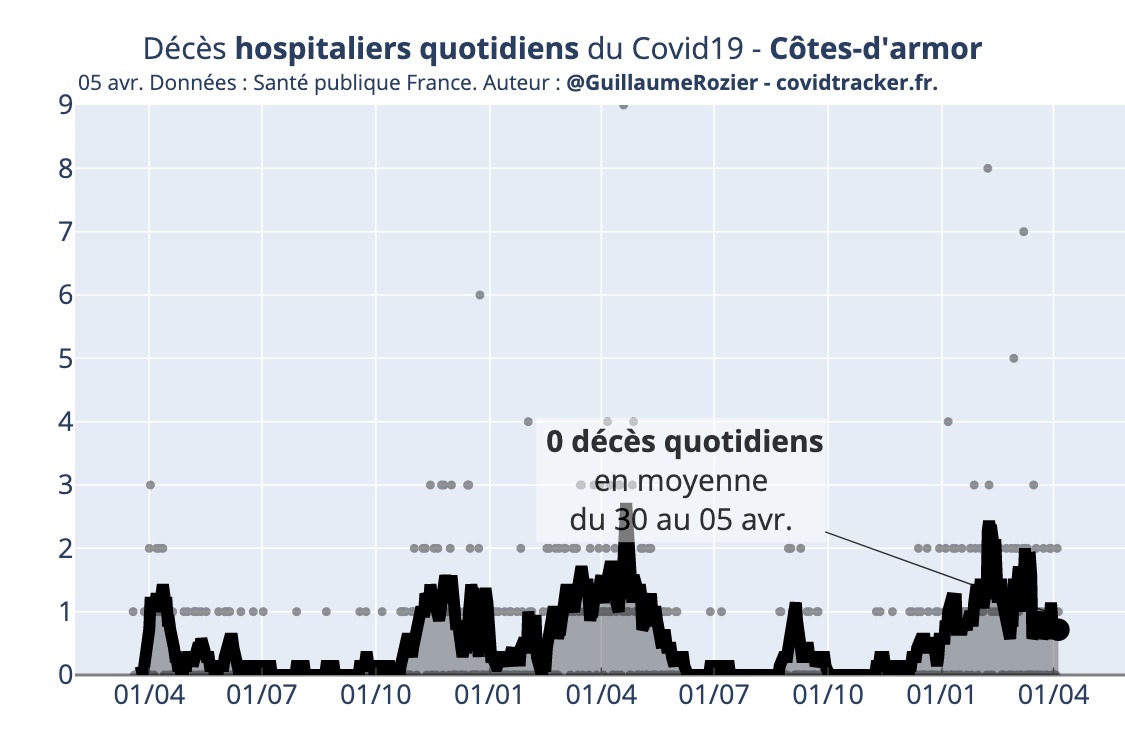 Décès hospitaliers quotidiens du Covid19 - Côtes-d'armor
05 avr. Données : Santé publique France. Auteur : @GuillaumeRozier - covidtracker.fr.
9
8
7
6
5
4
3
2
1
0
0 décès quotidiens
en moyenne
du 30 au 05 avr.
01/04 01/07 01/10 01/01 01/04 01/07 01/10 01/01 01/04